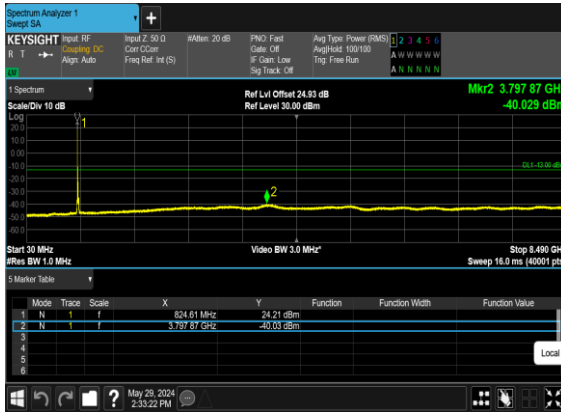 Spectrum Analyzer 1
Swept SA
KEYSIGHT
R T
LXI
Input: RF
Coupling: DC
Align: Auto
Input Z: 50 Ω
Corr CCorr
Freq Ref: Int (S)
#Atten: 20 dB
PNO: Fast
Gate: Off
IF Gain: Low
Sig Track: Off
Avg Type: Power (RMS)
Avg|Hold: 100/100
Trig: Free Run
1 2 3 4 5 6
A W W W W W
A N N N N N
1 Spectrum
Scale/Div 10 dB
Ref Lvl Offset 24.93 dB
Ref Level 30.00 dBm
Mkr2 3.797 87 GH
-40.029 dBm
Log
20.0
10.0
0.00
-10.0
-20.0
-30.0
-40.0
-50.0
-60.0
1
2
DL1 -13.00 dBm
Start 30 MHz
#Res BW 1.0 MHz
Video BW 3.0 MHz*
Stop 8.490 GH
Sweep 16.0 ms (40001 pts
5 Marker Table
Mode Trace Scale X Y Function Function Width Function Value
1 N 1 f 824.61 MHz 24.21 dBm
2 N 1 f 3.797 87 GHz -40.03 dBm
3
4
5
6
Local
?
May 29, 2024
2:33:22 PM